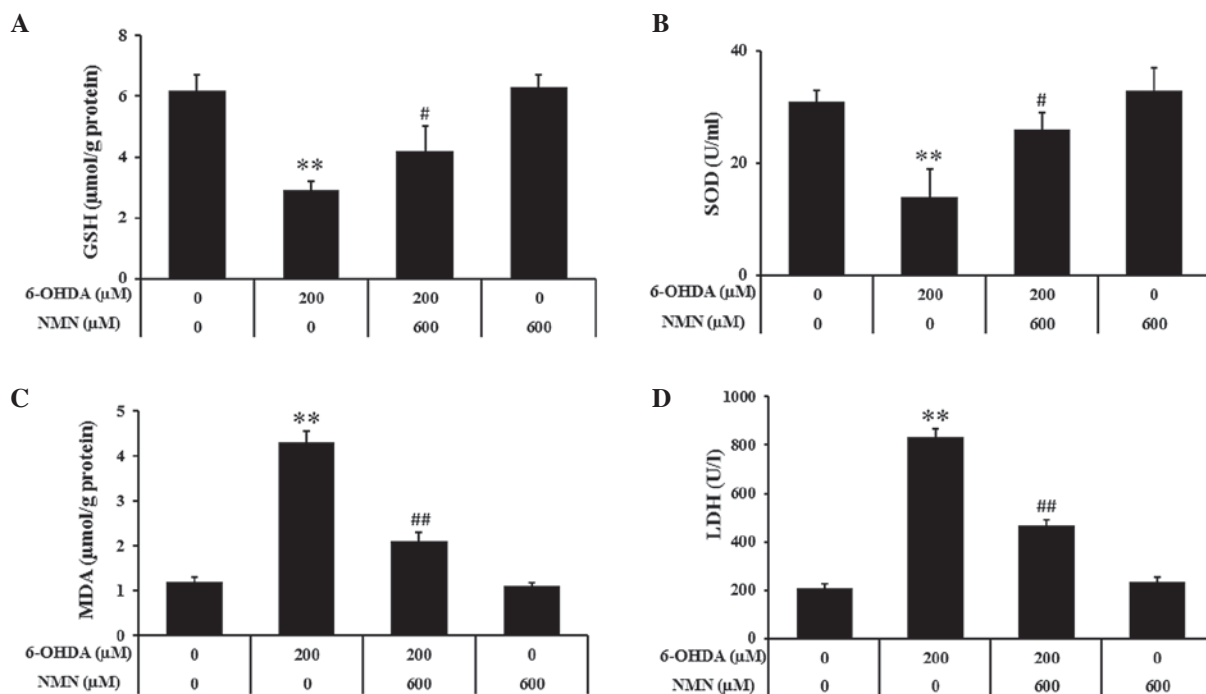 A
GSH (μmol/g protein)
8
6
4
2
0
**
#
6-OHDA (μM) 0 200 200 0
NMN (μM) 0 0 600 600
B
SOD (U/ml)
40
20
0
**
#
6-OHDA (μM) 0 200 200 0
NMN (μM) 0 0 600 600
C
MDA (μmol/g protein)
5
4
3
2
1
0
**
##
6-OHDA (μM) 0 200 200 0
NMN (μM) 0 0 600 600
D
LDH (U/l)
1000
800
600
400
200
0
**
##
6-OHDA (μM) 0 200 200 0
NMN (μM) 0 0 600 600